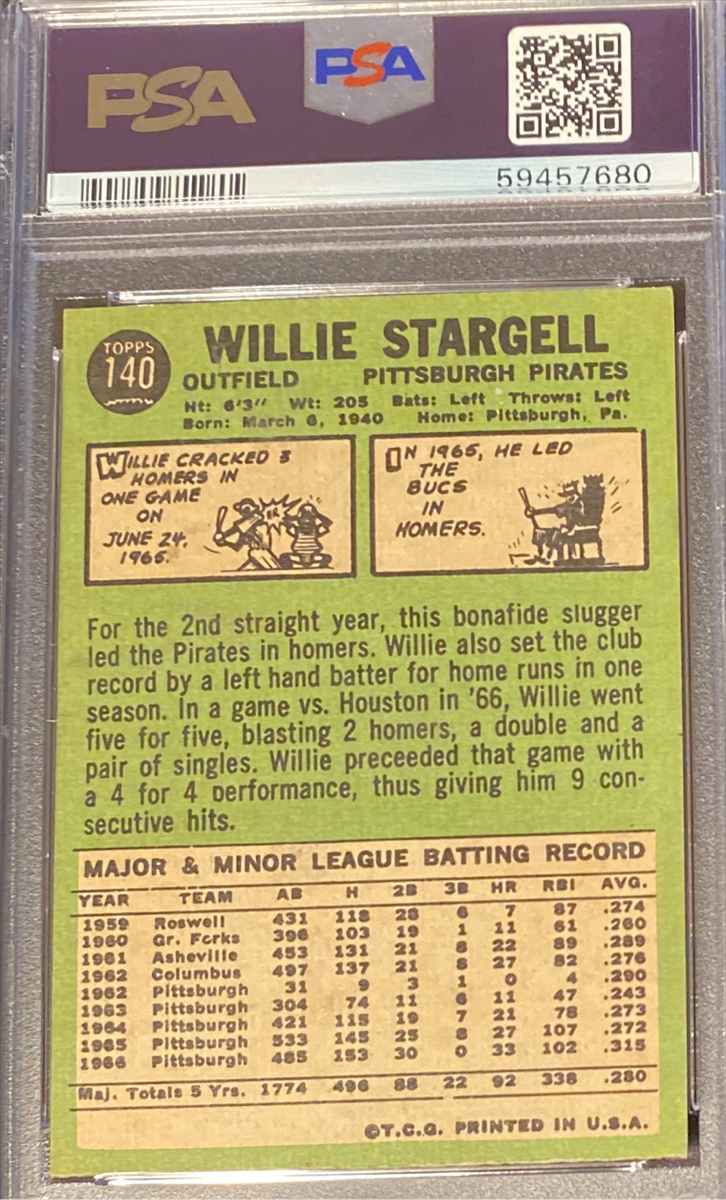 PSA
PSA
59457680
TOPPS
140
WILLIE STARGELL
OUTFIELD PITTSBURGH PIRATES
Ht: 6'3" Wt: 205 Bats: Left Throws: Left
Born: March 6, 1940 Home: Pittsburgh, Pa.
WILLIE CRACKED 3
HOMERS IN
ONE GAME
ON
JUNE 24,
1965.
HR
IN 1965, HE LED
THE
BUCS
IN
HOMERS.
For the 2nd straight year, this bonafide slugger
led the Pirates in homers. Willie also set the club
record by a left hand batter for home runs in one
season. In a game vs. Houston in '66, Willie went
five for five, blasting 2 homers, a double and a
pair of singles. Willie preceeded that game with
a 4 for 4 performance, thus giving him 9 con-
secutive hits.
MAJOR & MINOR LEAGUE BATTING RECORD
YEAR TEAM AB H 2B 3B HR RBI AVG.
1959 Roswell 431 118 28 6 7 87 .274
1960 Gr. Forks 396 103 19 1 11 61 .260
1961 Asheville 453 131 21 8 22 89 .289
1962 Columbus 497 137 21 8 27 82 .276
1962 Pittsburgh 31 9 3 1 0 4 .290
1963 Pittsburgh 304 74 11 6 11 47 .243
1964 Pittsburgh 421 115 19 7 21 78 .273
1965 Pittsburgh 533 145 25 8 27 107 .272
1966 Pittsburgh 485 153 30 0 33 102 .315
Maj. Totals 5 Yrs. 1774 496 88 22 92 338 .280
©T.C.G. PRINTED IN U.S.A.